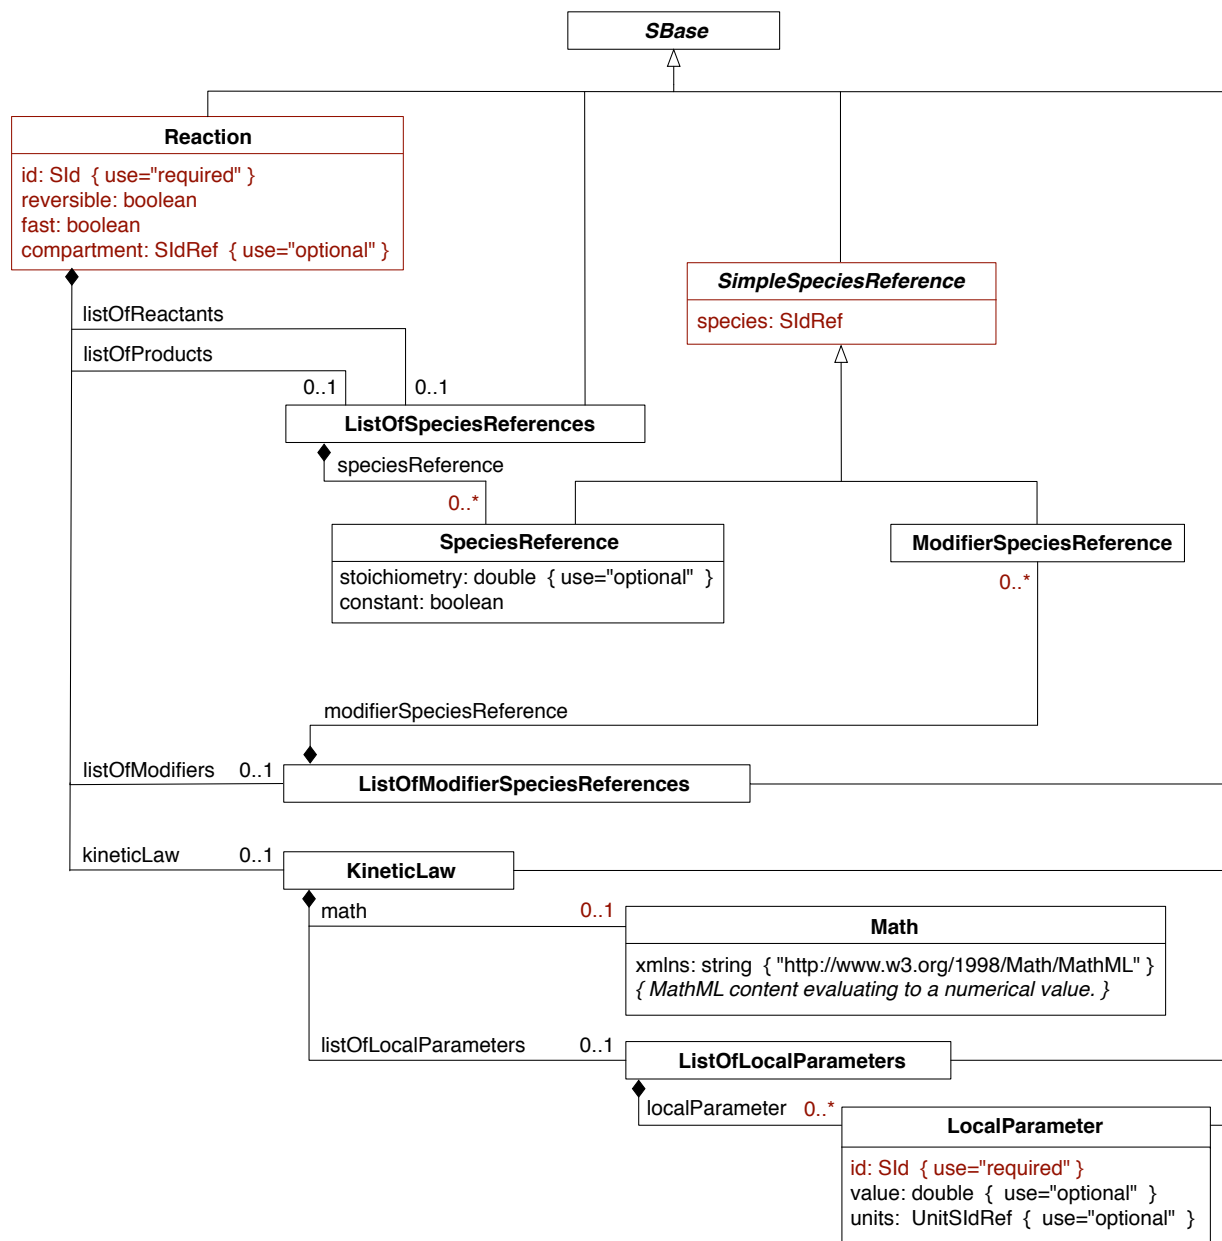 SBase
Reaction
id: SId { use="required" }
reversible: boolean
fast: boolean
compartment: SIdRef { use="optional" }
SimpleSpeciesReference
species: SIdRef
listOfReactants
listOfProducts
0..1
0..1
ListOfSpeciesReferences
speciesReference
0..*
SpeciesReference
stoichiometry: double { use="optional" }
constant: boolean
ModifierSpeciesReference
0..*
modifierSpeciesReference
listOfModifiers 0..1
ListOfModifierSpeciesReferences
kineticLaw 0..1
KineticLaw
math 0..1
Math
xmlns: string { "http://www.w3.org/1998/Math/MathML" }
{ MathML content evaluating to a numerical value. }
listOfLocalParameters 0..1
ListOfLocalParameters
localParameter 0..*
LocalParameter
id: SId { use="required" }
value: double { use="optional" }
units: UnitSIdRef { use="optional" }